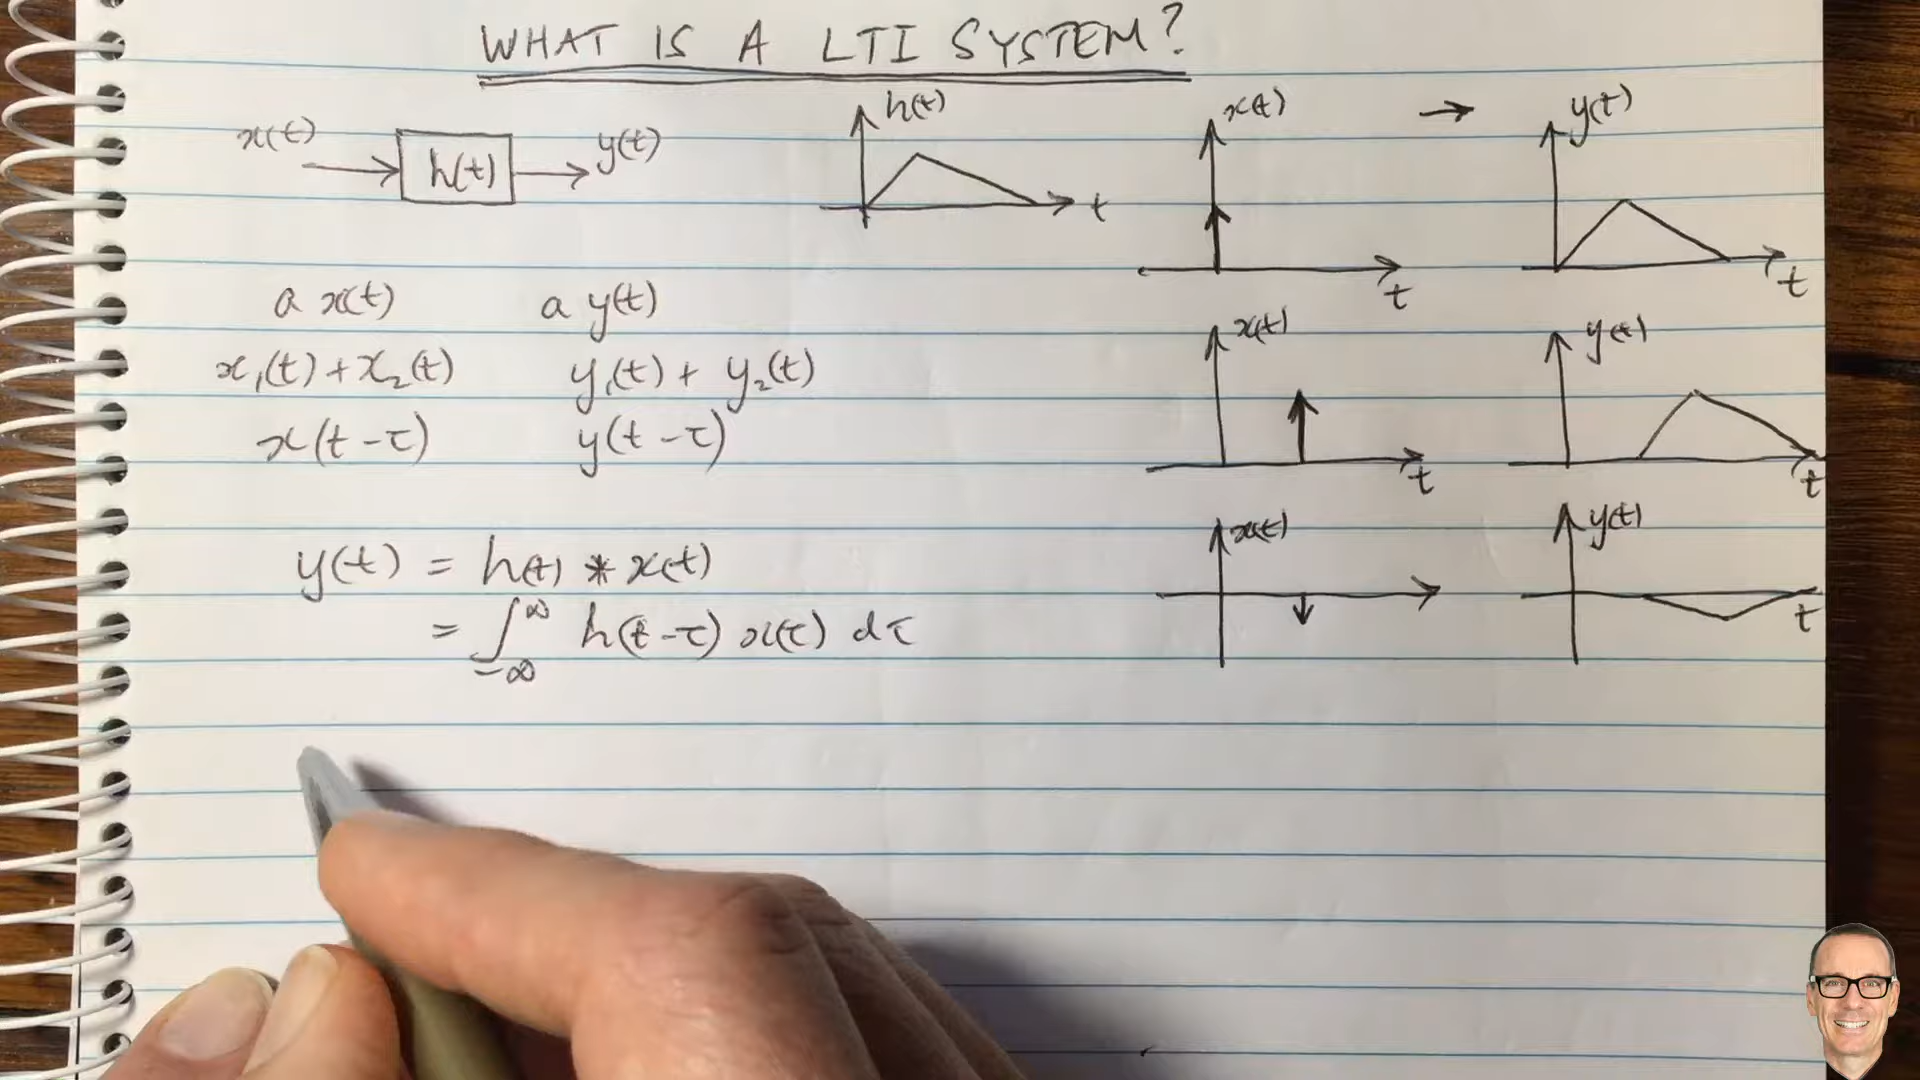 WHAT IS A LTI SYSTEM?
x(t) h(t) y(t)
h(t) t
x(t) t → y(t) t
a x(t) a y(t)
x₁(t) + x₂(t) y₁(t) + y₂(t)
x(t - τ) y(t - τ)
x(t) t y(t) t
y(t) = h(t) * x(t)
= ∫_{-∞}^{∞} h(t - τ) x(τ) dτ
x(t) y(t) t